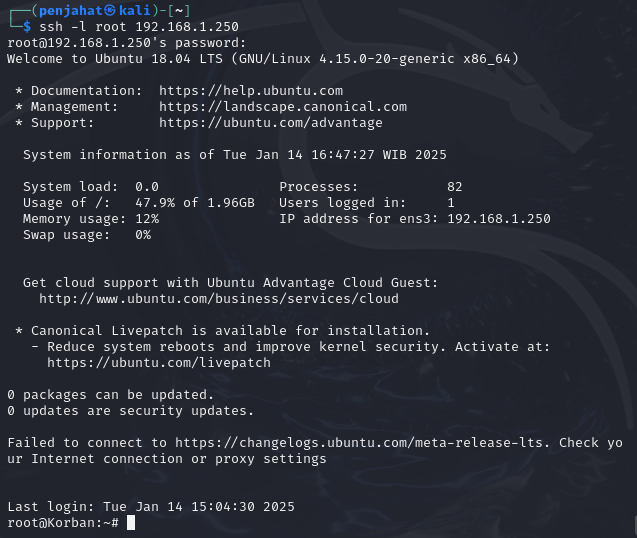 ┌──(penjahat㉿kali)-[~]
└─$ ssh -l root 192.168.1.250
root@192.168.1.250's password:
Welcome to Ubuntu 18.04 LTS (GNU/Linux 4.15.0-20-generic x86_64)
* Documentation:  https://help.ubuntu.com
* Management:     https://landscape.canonical.com
* Support:        https://ubuntu.com/advantage
System information as of Tue Jan 14 16:47:27 WIB 2025
System load:  0.0               Processes:           82
Usage of /:   47.9% of 1.96GB   Users logged in:     1
Memory usage: 12%               IP address for ens3: 192.168.1.250
Swap usage:   0%
Get cloud support with Ubuntu Advantage Cloud Guest:
http://www.ubuntu.com/business/services/cloud
* Canonical Livepatch is available for installation.
- Reduce system reboots and improve kernel security. Activate at:
https://ubuntu.com/livepatch
0 packages can be updated.
0 updates are security updates.
Failed to connect to https://changelogs.ubuntu.com/meta-release-lts. Check yo
ur Internet connection or proxy settings
Last login: Tue Jan 14 15:04:30 2025
root@Korban:~#